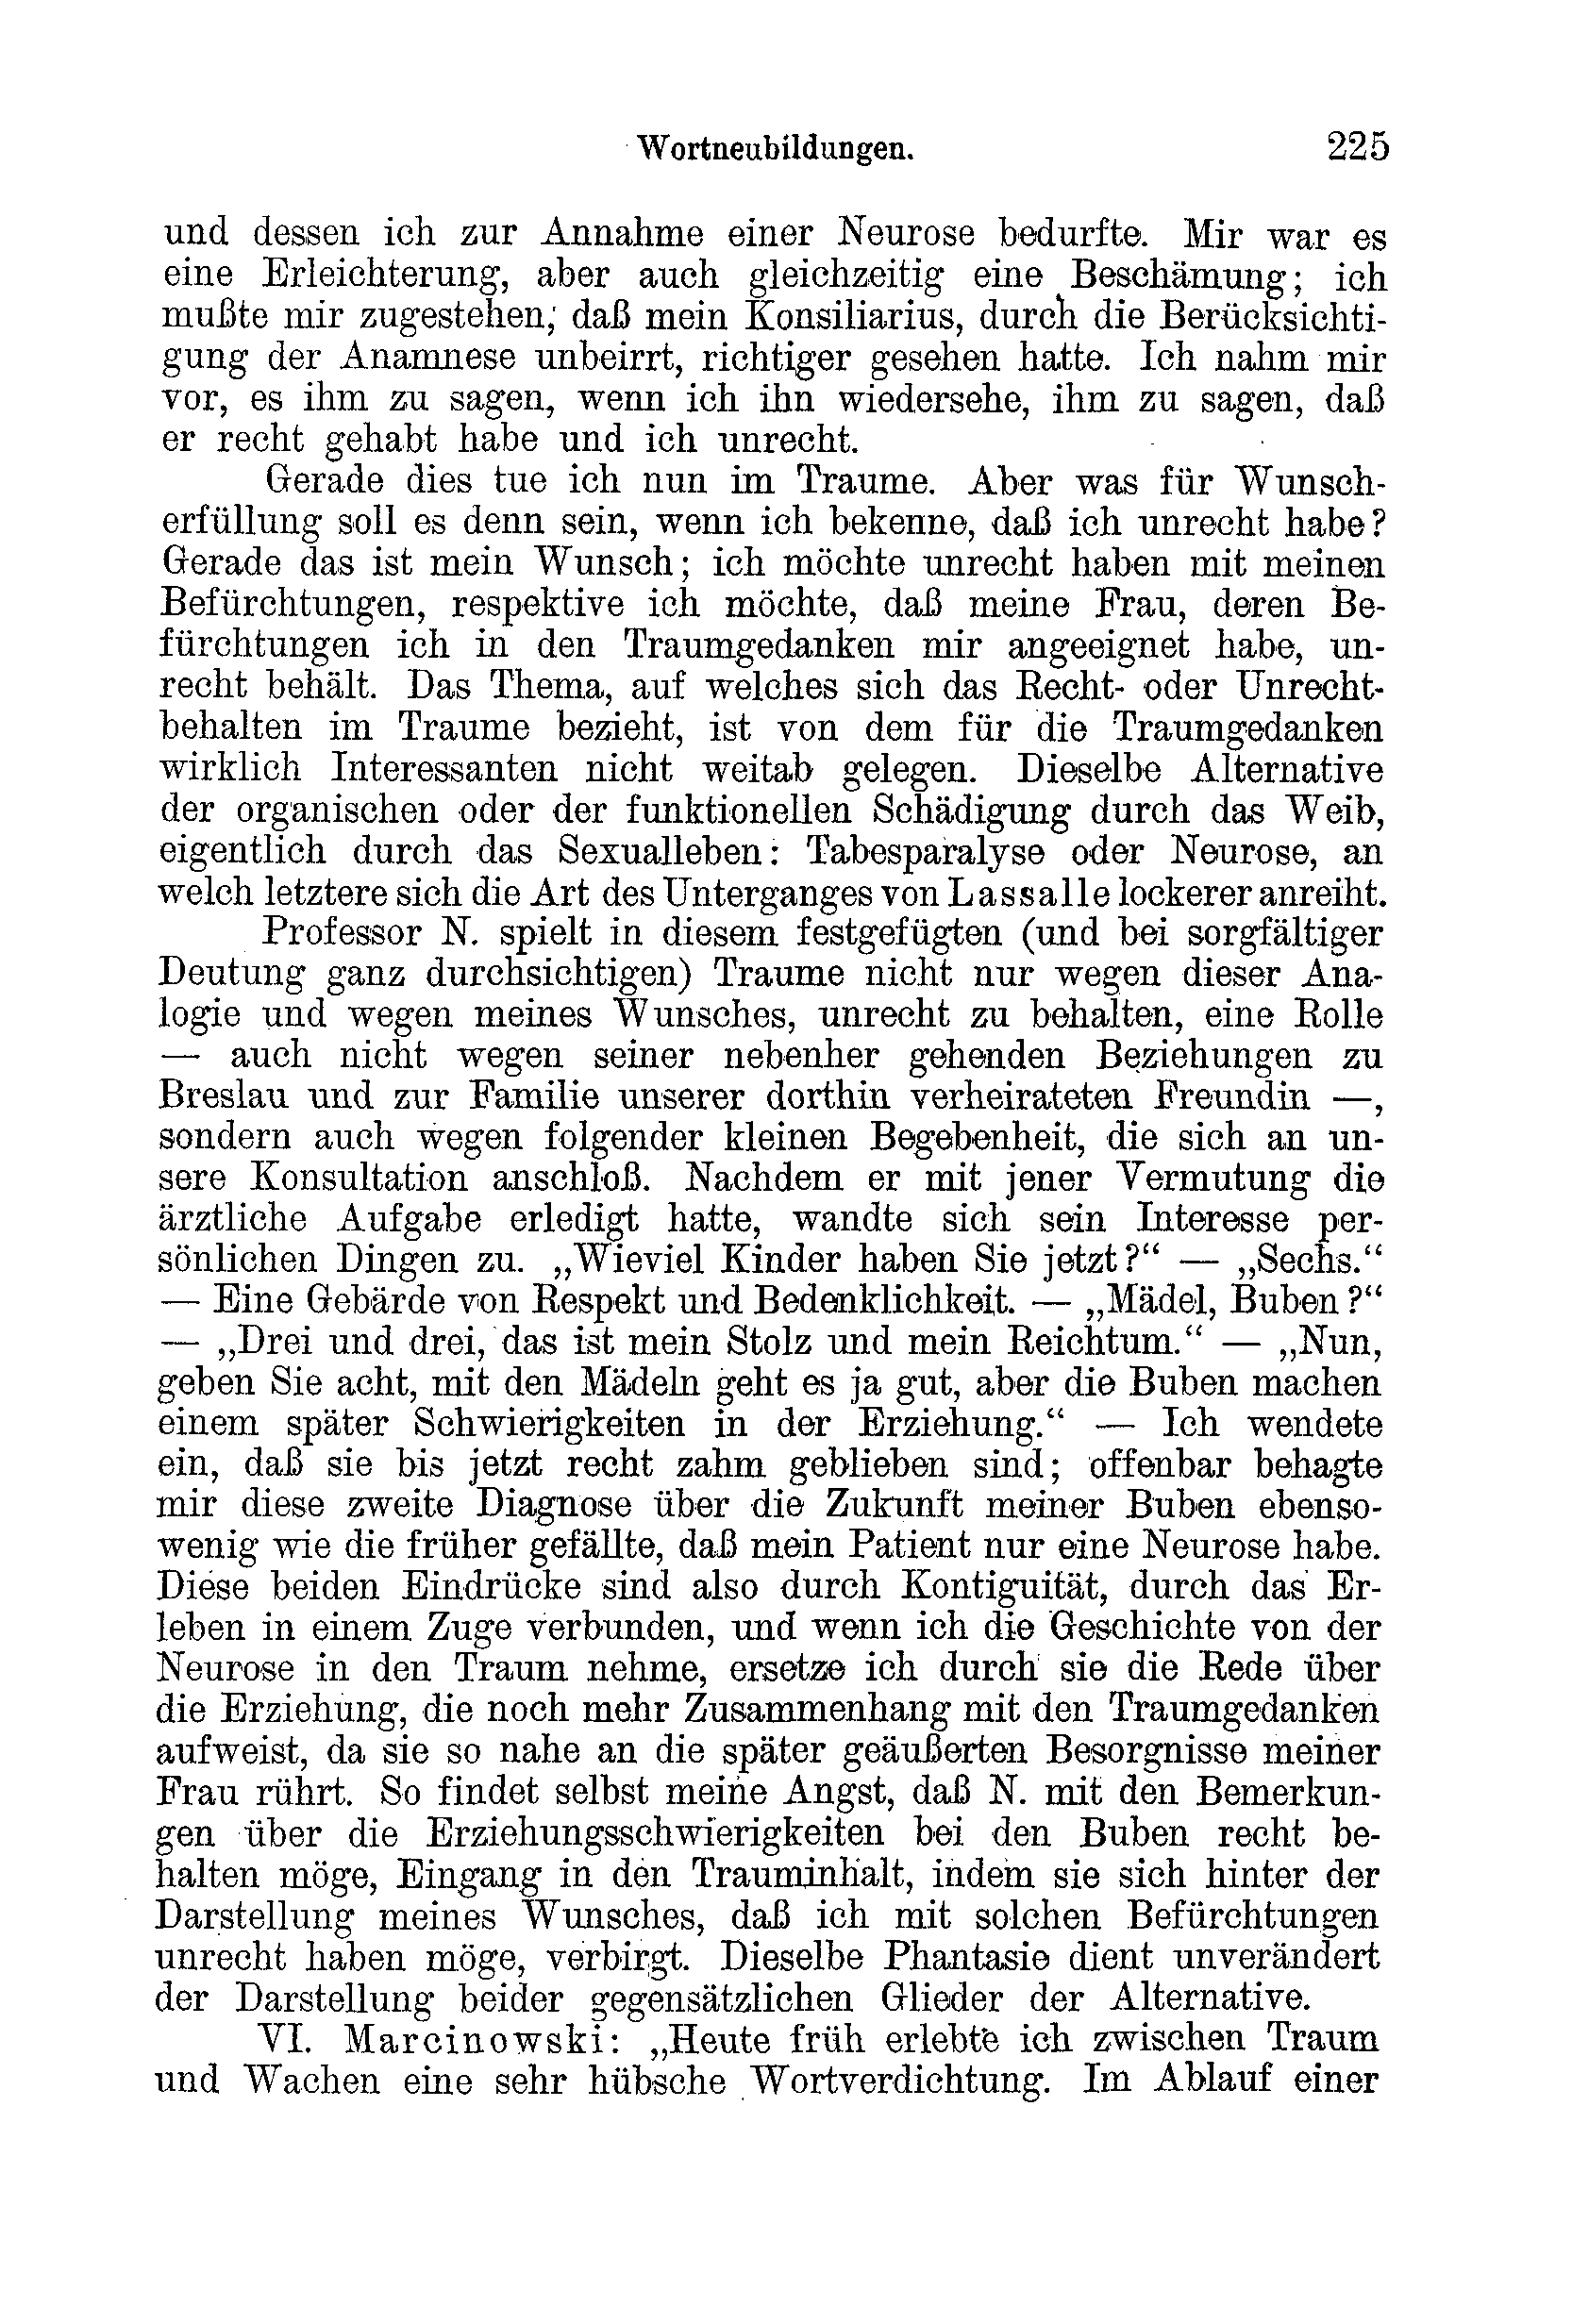 Wortneubildungen. 225
und dessen ich zur Annahme einer Neurose bedurfte. Mir war es
eine Erleichterung, aber auch gleichzeitig eine Beschämung; ich
mußte mir zugestehen, daß mein Konsiliarius, durch die Berücksichti-
gung der Anamnese unbeirrt, richtiger gesehen hatte. Ich nahm mir
vor, es ihm zu sagen, wenn ich ihn wiedersehe, ihm zu sagen, daß
er recht gehabt habe und ich unrecht.
Gerade dies tue ich nun im Traume. Aber was für Wunsch-
erfüllung soll es denn sein, wenn ich bekenne, daß ich unrecht habe?
Gerade das ist mein Wunsch; ich möchte unrecht haben mit meinen
Befürchtungen, respektive ich möchte, daß meine Frau, deren Be-
fürchtungen ich in den Traumgedanken mir angeeignet habe, un-
recht behält. Das Thema, auf welches sich das Recht- oder Unrecht-
behalten im Traume bezieht, ist von dem für die Traumgedanken
wirklich Interessanten nicht weitab gelegen. Dieselbe Alternative
der organischen oder der funktionellen Schädigung durch das Weib,
eigentlich durch das Sexualleben: Tabesparalyse oder Neurose, an
welch letztere sich die Art des Unterganges von Lassalle lockerer anreiht.
Professor N. spielt in diesem festgefügten (und bei sorgfältiger
Deutung ganz durchsichtigen) Traume nicht nur wegen dieser Ana-
logie und wegen meines Wunsches, unrecht zu behalten, eine Rolle
— auch nicht wegen seiner nebenher gehenden Beziehungen zu
Breslau und zur Familie unserer dorthin verheirateten Freundin —,
sondern auch wegen folgender kleinen Begebenheit, die sich an un-
sere Konsultation anschloß. Nachdem er mit jener Vermutung die
ärztliche Aufgabe erledigt hatte, wandte sich sein Interesse per-
sönlichen Dingen zu. „Wieviel Kinder haben Sie jetzt?“ — „Sechs.“
— Eine Gebärde von Respekt und Bedenklichkeit. — „Mädel, Buben?“
— „Drei und drei, das ist mein Stolz und mein Reichtum.“ — „Nun,
geben Sie acht, mit den Mädeln geht es ja gut, aber die Buben machen
einem später Schwierigkeiten in der Erziehung.“ — Ich wendete
ein, daß sie bis jetzt recht zahm geblieben sind; offenbar behagte
mir diese zweite Diagnose über die Zukunft meiner Buben ebenso-
wenig wie die früher gefällte, daß mein Patient nur eine Neurose habe.
Diese beiden Eindrücke sind also durch Kontiguität, durch das Er-
leben in einem Zuge verbunden, und wenn ich die Geschichte von der
Neurose in den Traum nehme, ersetze ich durch sie die Rede über
die Erziehung, die noch mehr Zusammenhang mit den Traumgedanken
aufweist, da sie so nahe an die später geäußerten Besorgnisse meiner
Frau rührt. So findet selbst meine Angst, daß N. mit den Bemerkun-
gen über die Erziehungsschwierigkeiten bei den Buben recht be-
halten möge, Eingang in den Trauminhalt, indem sie sich hinter der
Darstellung meines Wunsches, daß ich mit solchen Befürchtungen
unrecht haben möge, verbirgt. Dieselbe Phantasie dient unverändert
der Darstellung beider gegensätzlichen Glieder der Alternative.
VI. Marcinowski: „Heute früh erlebte ich zwischen Traum
und Wachen eine sehr hübsche Wortverdichtung. Im Ablauf einer